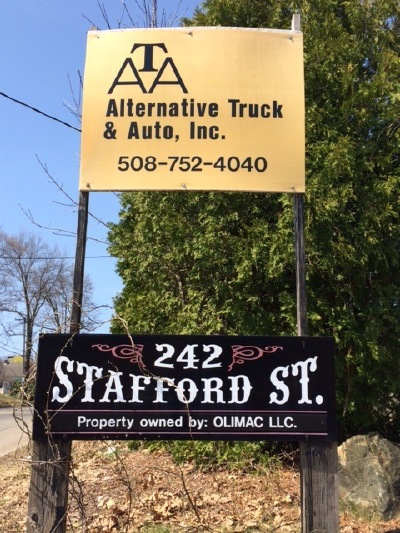 ATA
Alternative Truck
& Auto, Inc.
508-752-4040
242
STAFFORD ST.
Property owned by: OLIMAC LLC.